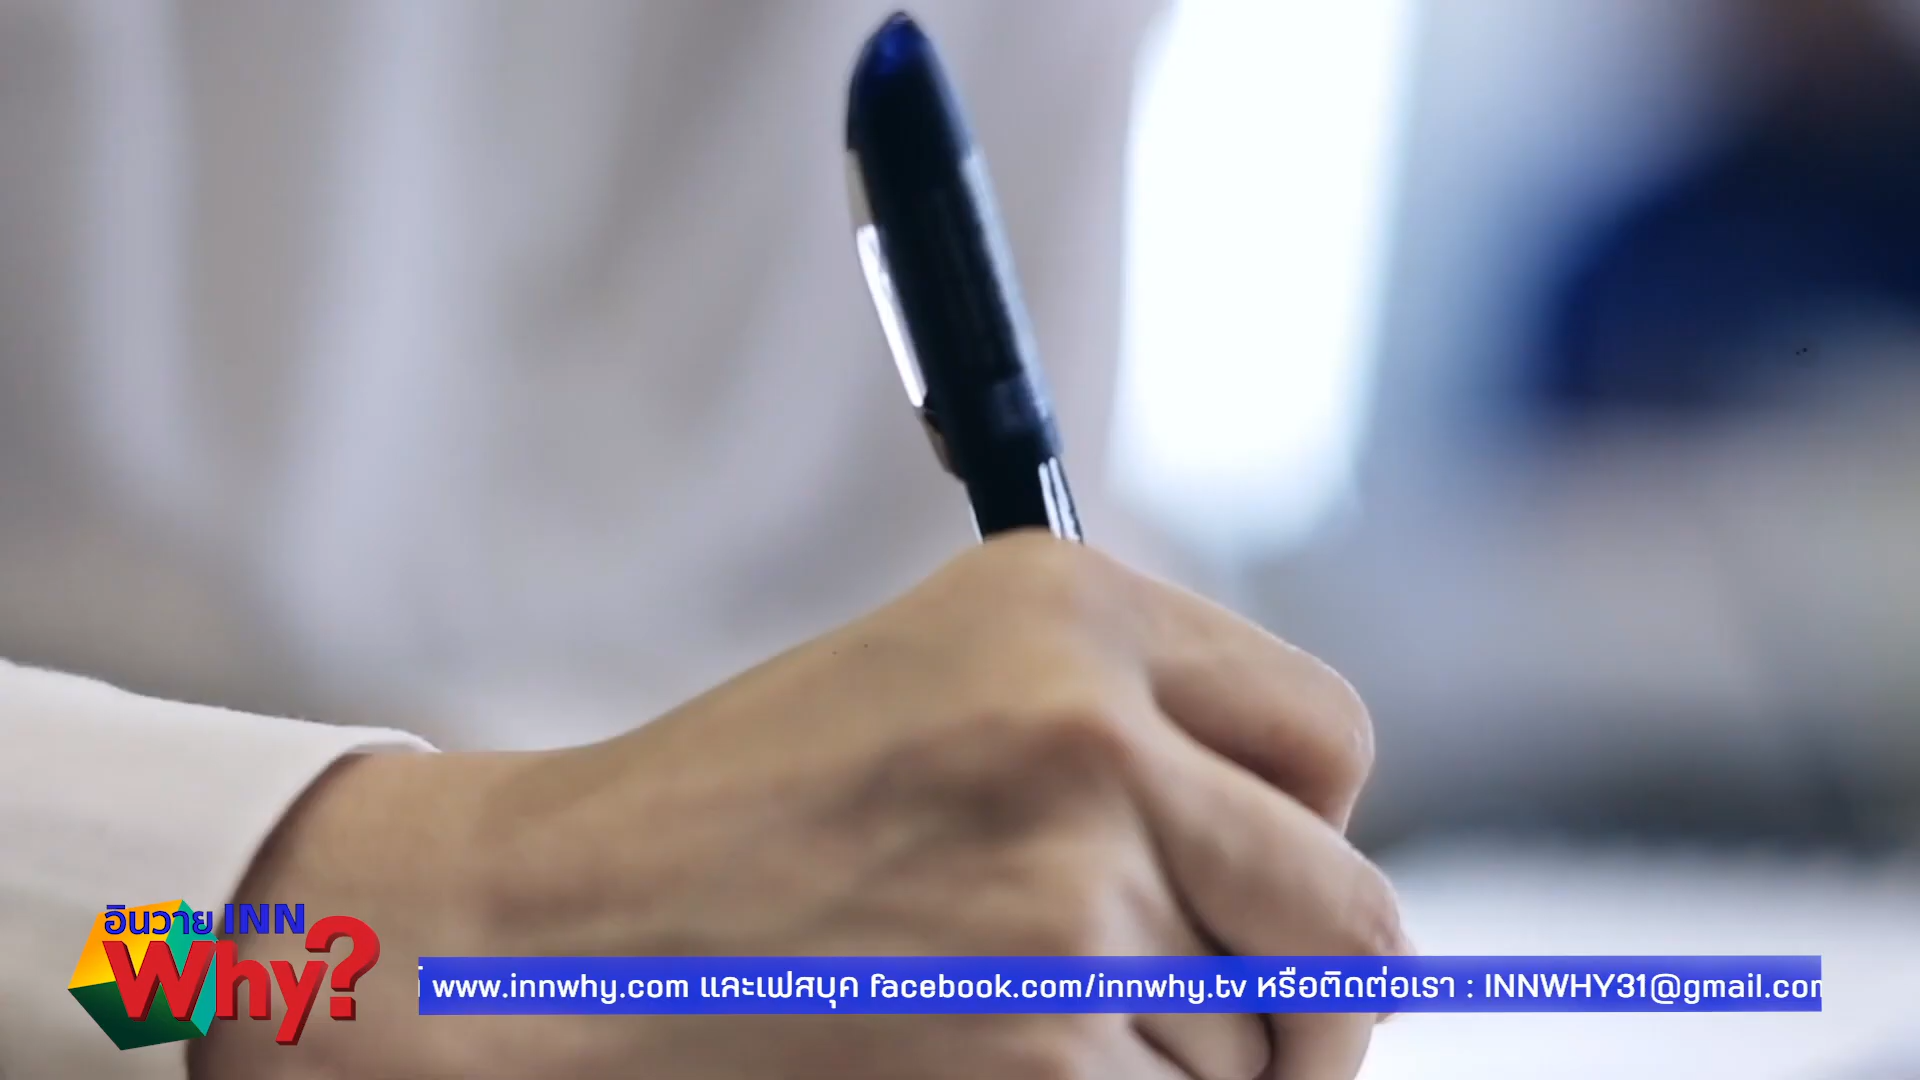 อินวาย INN
Why?
www.innwhy.com และเฟสบุค facebook.com/innwhy.tv หรือติดต่อเรา : INNWHY31@gmail.com